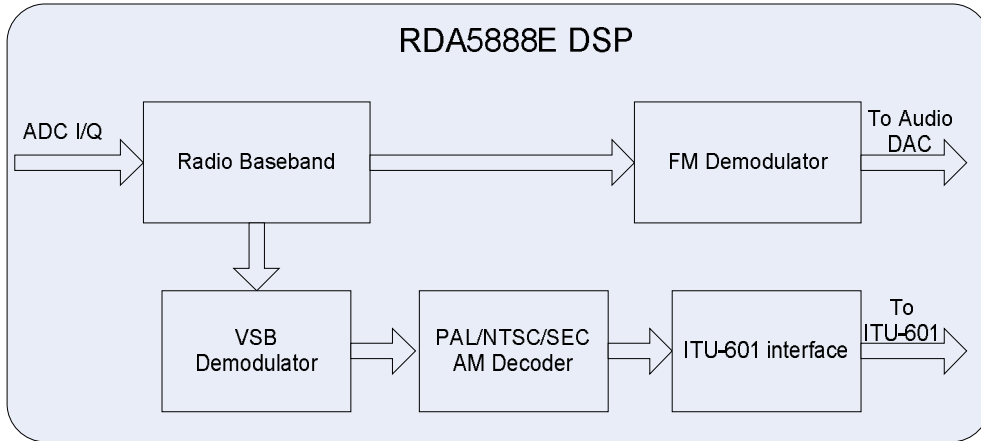 RDA5888E DSP
ADC I/Q
Radio Baseband
FM Demodulator
To Audio
DAC
VSB
Demodulator
PAL/NTSC/SEC
AM Decoder
ITU-601 interface
To
ITU-601